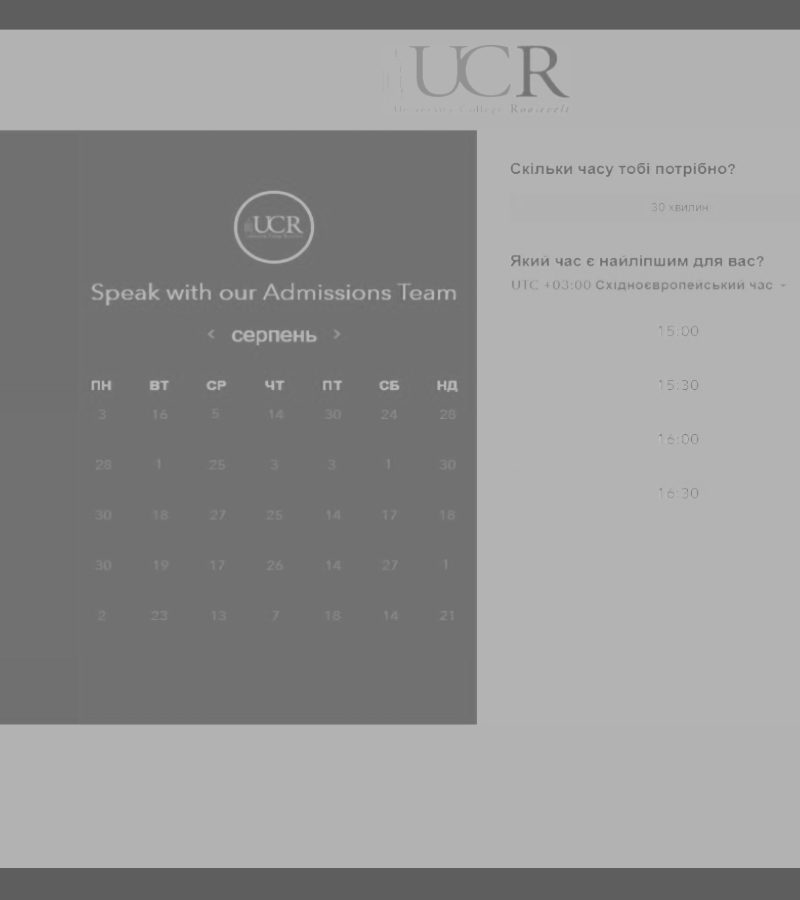 UCR
University College Roosevelt
UCR
Speak with our Admissions Team
< серпень >
ПН ВТ СР ЧТ ПТ СБ НД
3 16 5 14 30 24 28
28 1 25 3 3 1 30
30 18 27 25 14 17 18
30 19 17 26 14 27 1
2 23 13 7 18 14 21
Скільки часу тобі потрібно?
30 хвилин
Який час є найліпшим для вас?
UTC +03:00 Східноєвропейський час
15:00
15:30
16:00
16:30